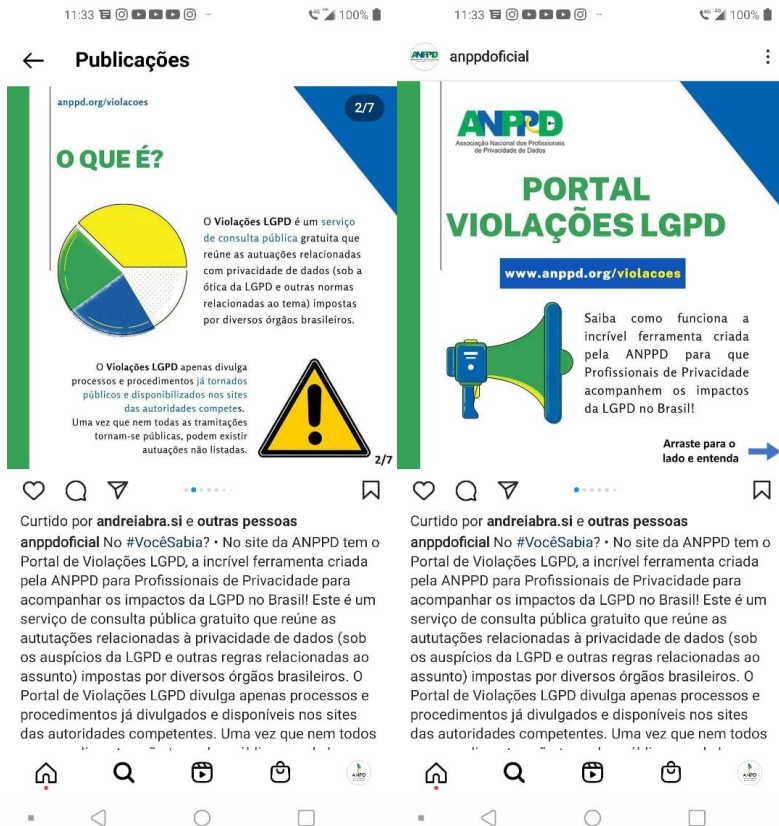 11:33
100%
Publicações
anppd.org/violacoes
2/7
O QUE É?
O Violações LGPD é um serviço
de consulta pública gratuita que
reúne as autuações relacionadas
com privacidade de dados (sob a
ótica da LGPD e outras normas
relacionadas ao tema) impostas
por diversos órgãos brasileiros.
O Violações LGPD apenas divulga
processos e procedimentos já tornados
públicos e disponibilizados nos sites
das autoridades competes.
Uma vez que nem todas as tramitações
tornam-se públicas, podem existir
autuações não listadas.
2/7
Curtido por andreiabra.si e outras pessoas
anppdoficial No #VocêSabia? • No site da ANPPD tem o
Portal de Violações LGPD, a incrível ferramenta criada
pela ANPPD para Profissionais de Privacidade para
acompanhar os impactos da LGPD no Brasil! Este é um
serviço de consulta pública gratuito que reúne as
aututações relacionadas à privacidade de dados (sob
os auspícios da LGPD e outras regras relacionadas ao
assunto) impostas por diversos órgãos brasileiros. O
Portal de Violações LGPD divulga apenas processos e
procedimentos já divulgados e disponíveis nos sites
das autoridades competentes. Uma vez que nem todos
11:33
100%
ANPPD
anppdoficial
ANPPD
Associação Nacional dos Profissionais
de Privacidade de Dados
PORTAL
VIOLAÇÕES LGPD
www.anppd.org/violacoes
Saiba como funciona a
incrível ferramenta criada
pela ANPPD para que
Profissionais de Privacidade
acompanhem os impactos
da LGPD no Brasil!
Arraste para o
lado e entenda
Curtido por andreiabra.si e outras pessoas
anppdoficial No #VocêSabia? • No site da ANPPD tem o
Portal de Violações LGPD, a incrível ferramenta criada
pela ANPPD para Profissionais de Privacidade para
acompanhar os impactos da LGPD no Brasil! Este é um
serviço de consulta pública gratuito que reúne as
aututações relacionadas à privacidade de dados (sob
os auspícios da LGPD e outras regras relacionadas ao
assunto) impostas por diversos órgãos brasileiros. O
Portal de Violações LGPD divulga apenas processos e
procedimentos já divulgados e disponíveis nos sites
das autoridades competentes. Uma vez que nem todos